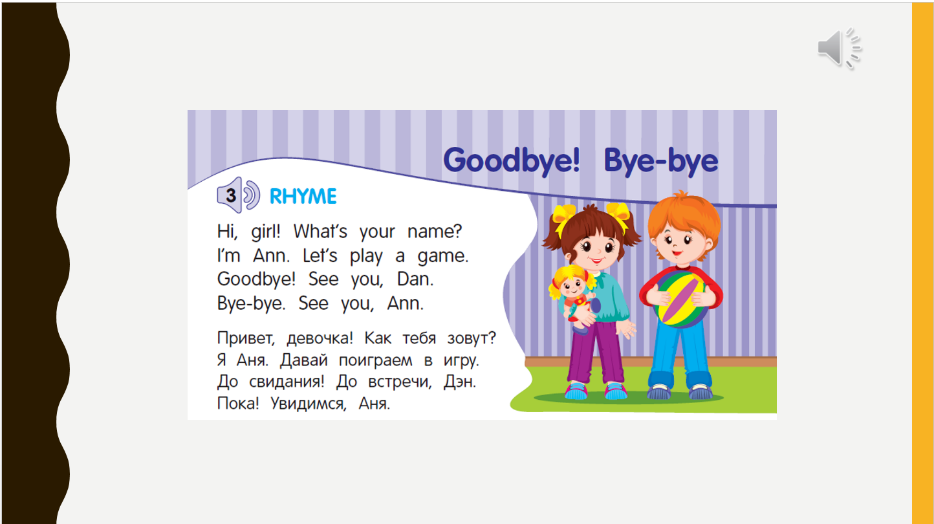 Goodbye! Bye-bye
3 RHYME
Hi, girl! What's your name?
I'm Ann. Let's play a game.
Goodbye! See you, Dan.
Bye-bye. See you, Ann.
Привет, девочка! Как тебя зовут?
Я Аня. Давай поиграем в игру.
До свидания! До встречи, Дэн.
Пока! Увидимся, Аня.